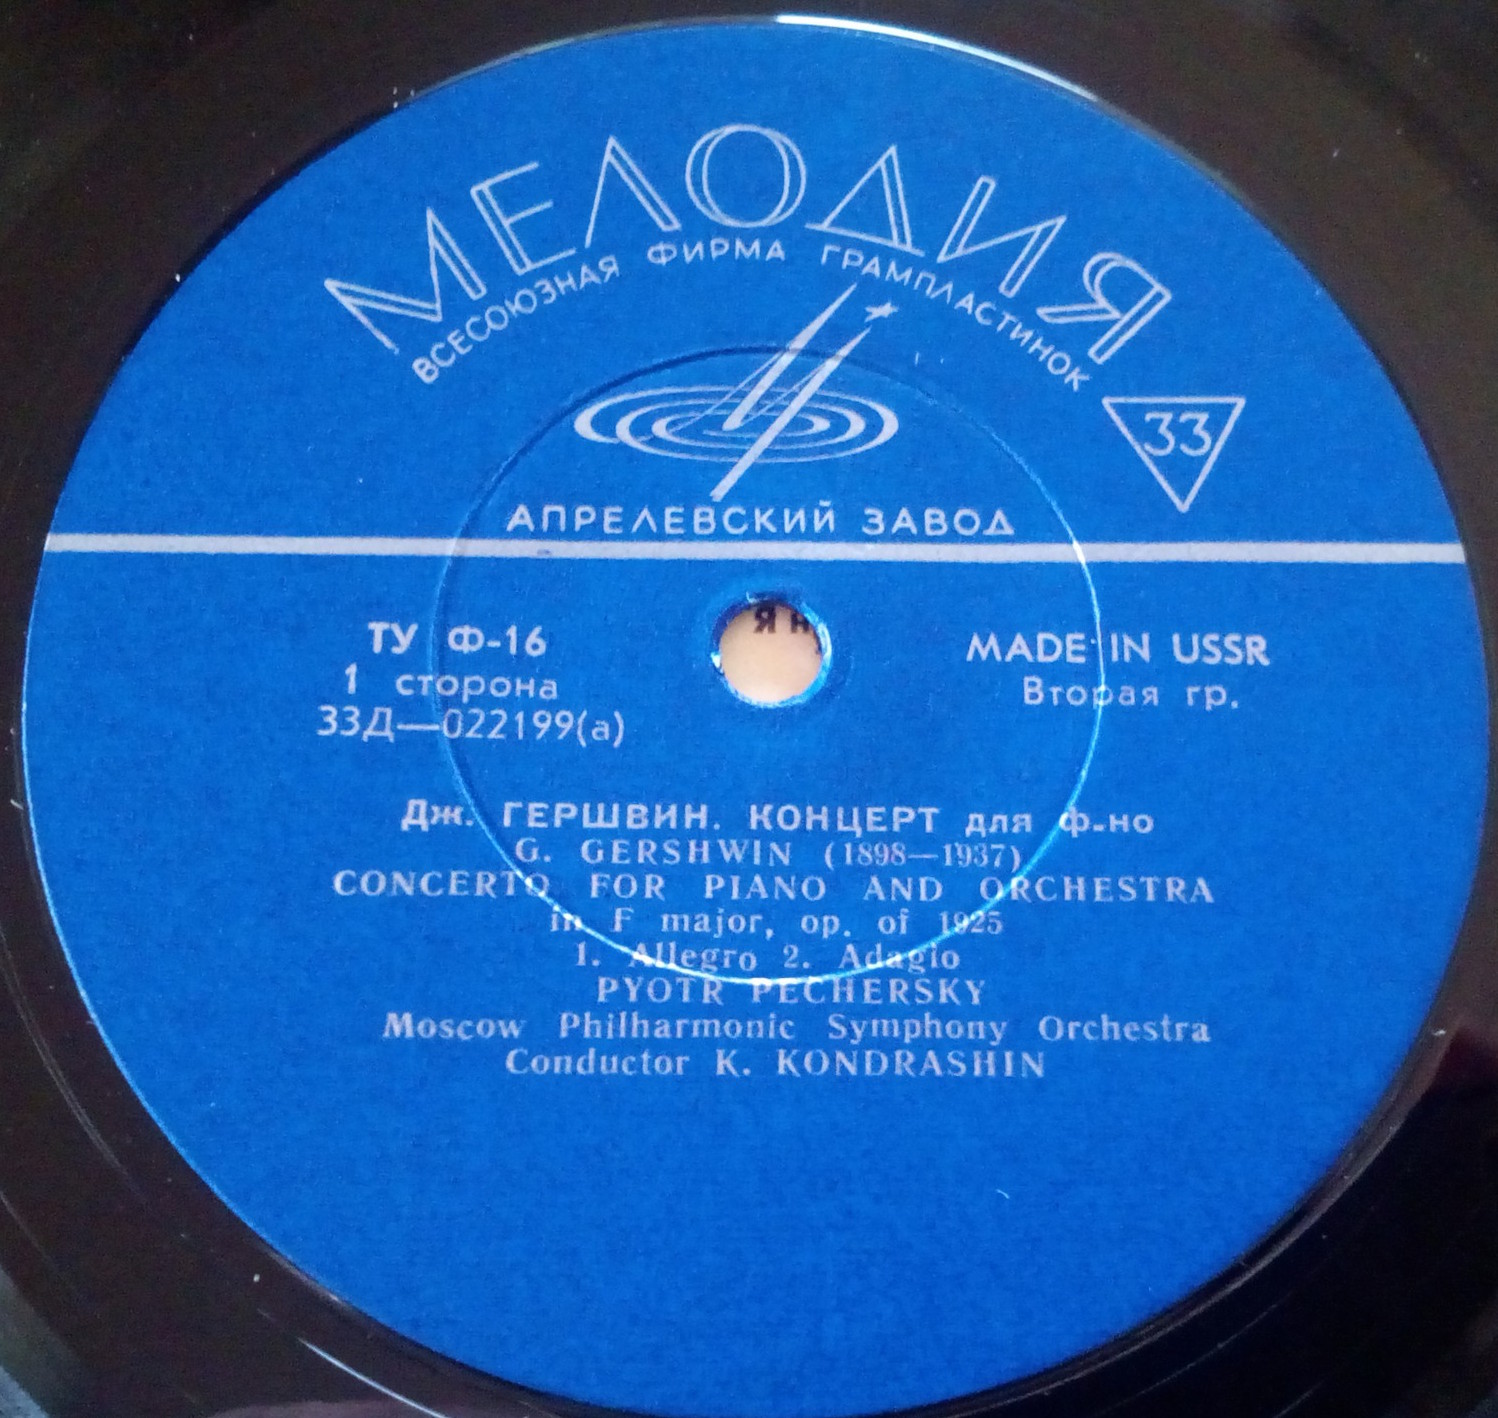 МЕЛОДИЯ
ВСЕСОЮЗНАЯ ФИРМА ГРАМПЛАСТИНОК
33
АПРЕЛЕВСКИЙ ЗАВОД
ТУ Ф-16
1 сторона
33Д—022199(а)
MADE IN USSR
Вторая гр.
Дж. ГЕРШВИН. КОНЦЕРТ для ф-но
G. GERSHWIN (1898—1937)
CONCERTO FOR PIANO AND ORCHESTRA
in F major, op. of 1925
1. Allegro 2. Adagio
PYOTR PECHERSKY
Moscow Philharmonic Symphony Orchestra
Conductor K. KONDRASHIN